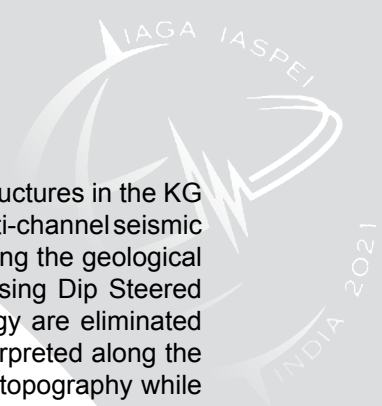 IAGA IASPEI
INDIA 2021
uctures in the KG
ti-channel seismic
ng the geological
sing Dip Steered
gy are eliminated
rpreted along the
topography while